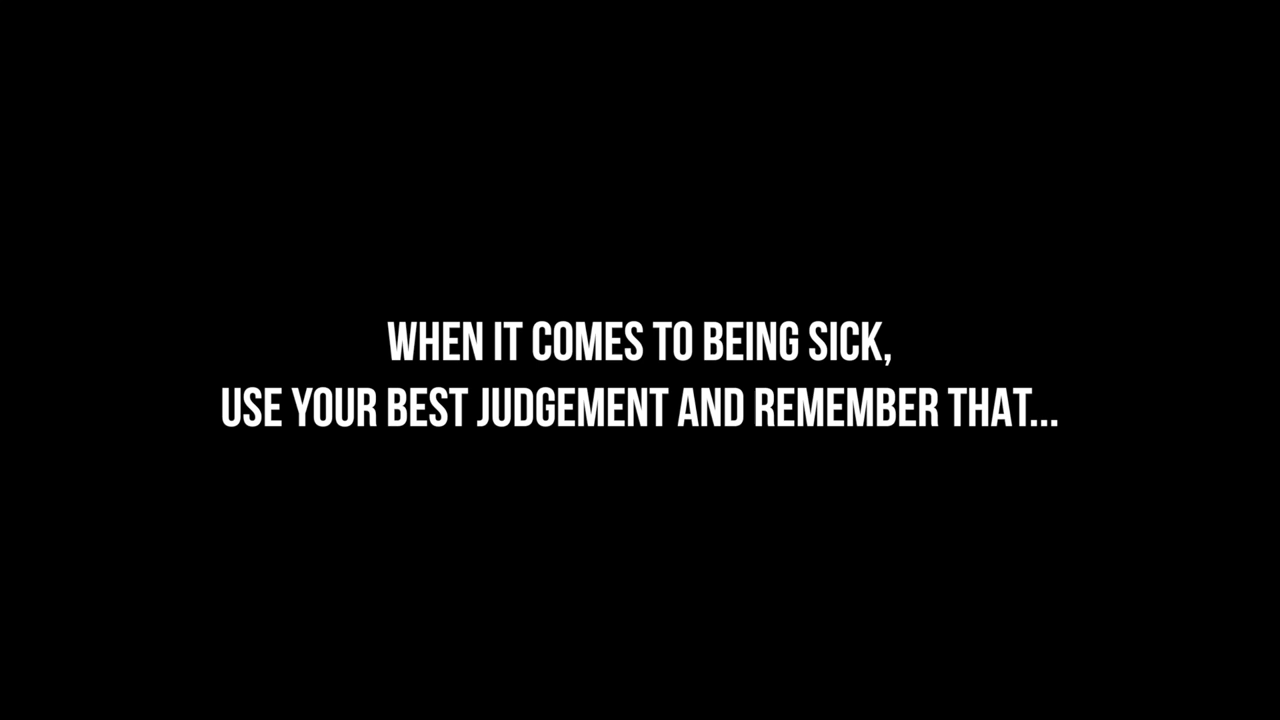 WHEN IT COMES TO BEING SICK,
USE YOUR BEST JUDGEMENT AND REMEMBER THAT...